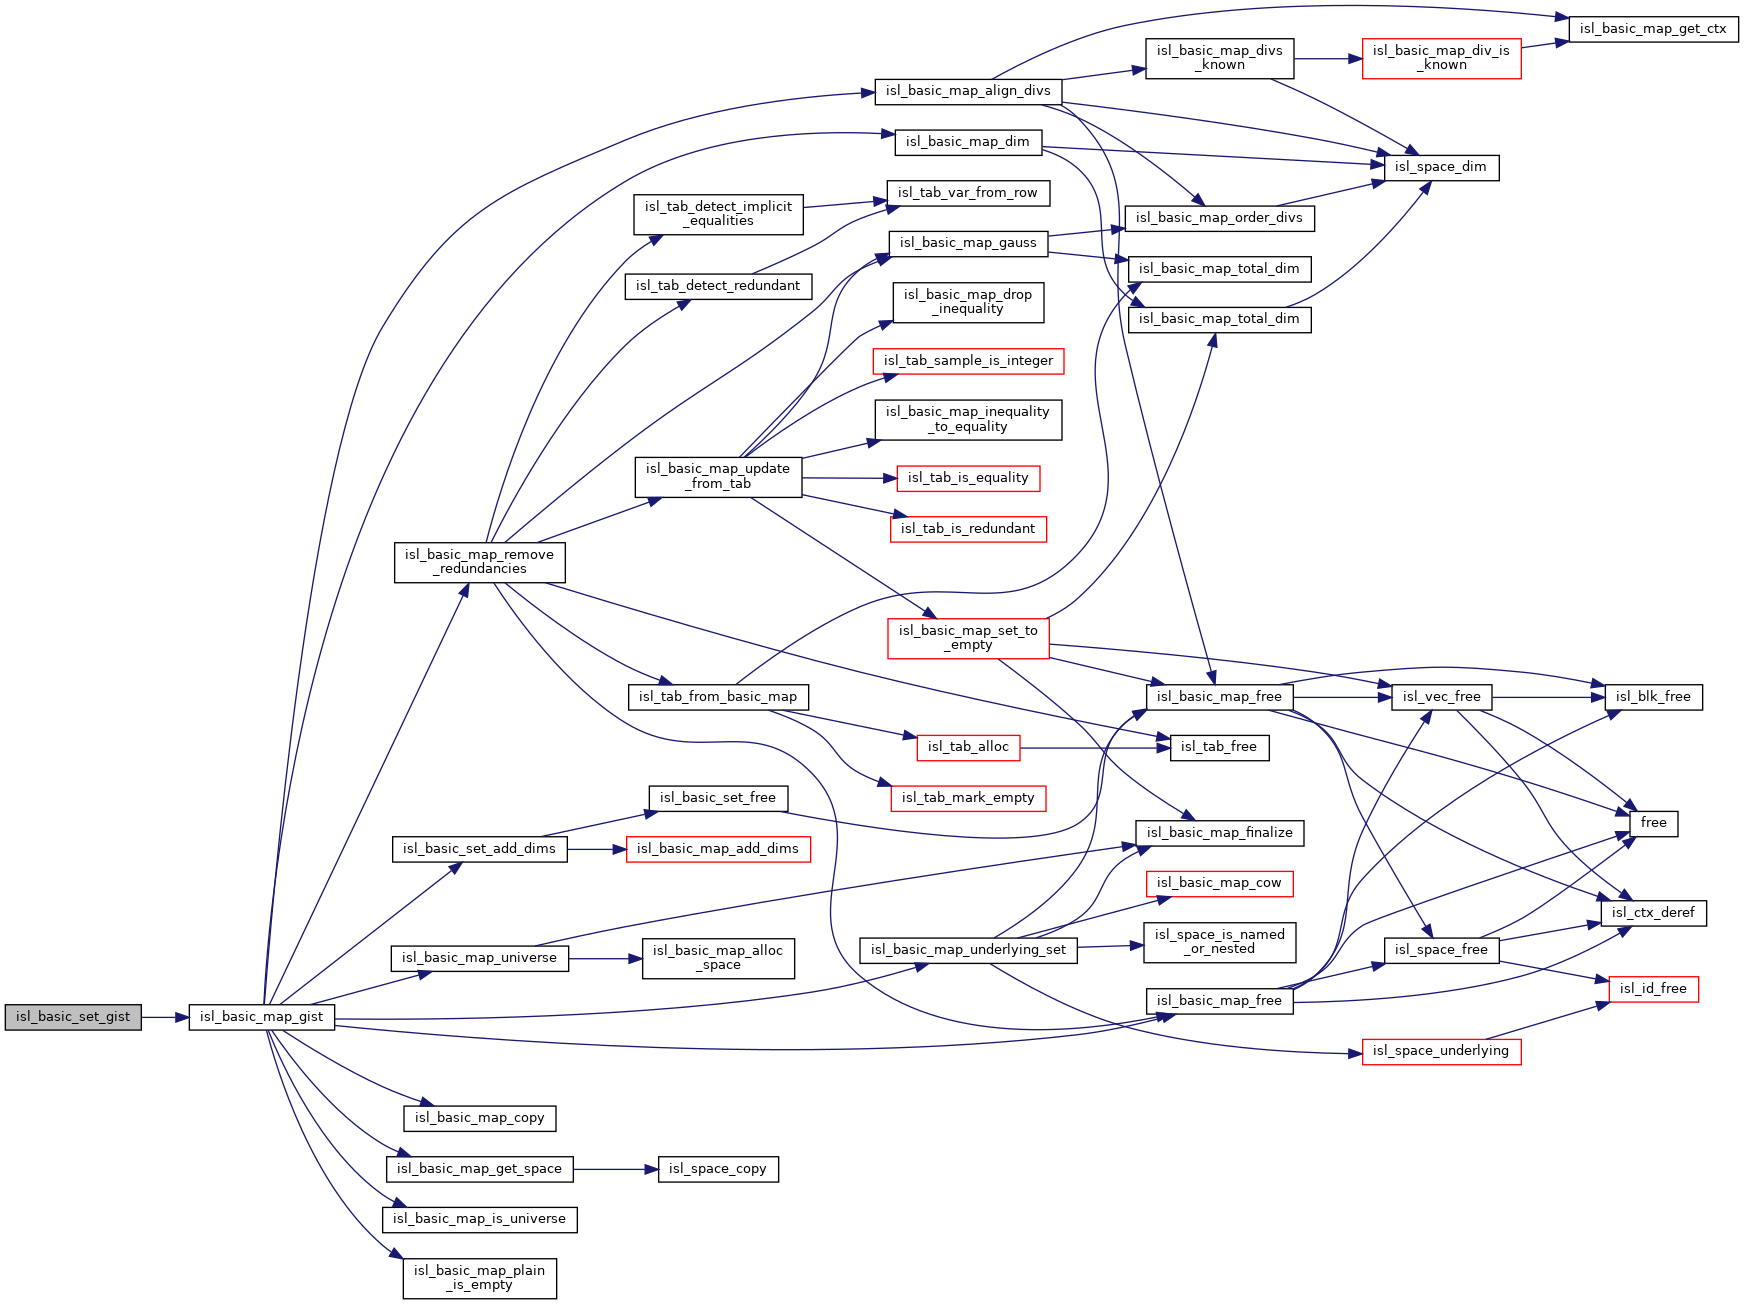 isl_basic_set_gist
isl_basic_map_gist
isl_basic_map_align_divs
isl_basic_map_get_ctx
isl_basic_map_divs
_known
isl_basic_map_div_is
_known
isl_space_dim
isl_basic_map_dim
isl_basic_map_order_divs
isl_basic_map_total_dim
isl_basic_map_total_dim
isl_tab_detect_implicit
_equalities
isl_tab_var_from_row
isl_tab_detect_redundant
isl_basic_map_gauss
isl_basic_map_drop
_inequality
isl_tab_sample_is_integer
isl_basic_map_inequality
_to_equality
isl_basic_map_update
_from_tab
isl_tab_is_equality
isl_tab_is_redundant
isl_basic_map_remove
_redundancies
isl_basic_map_set_to
_empty
isl_tab_from_basic_map
isl_basic_map_free
isl_vec_free
isl_blk_free
isl_tab_alloc
isl_tab_free
isl_tab_mark_empty
isl_basic_set_free
isl_basic_set_add_dims
isl_basic_map_add_dims
isl_basic_map_finalize
free
isl_basic_map_cow
isl_ctx_deref
isl_basic_map_universe
isl_basic_map_alloc
_space
isl_basic_map_underlying_set
isl_space_is_named
_or_nested
isl_space_free
isl_basic_map_free
isl_id_free
isl_space_underlying
isl_basic_map_copy
isl_basic_map_get_space
isl_space_copy
isl_basic_map_is_universe
isl_basic_map_plain
_is_empty